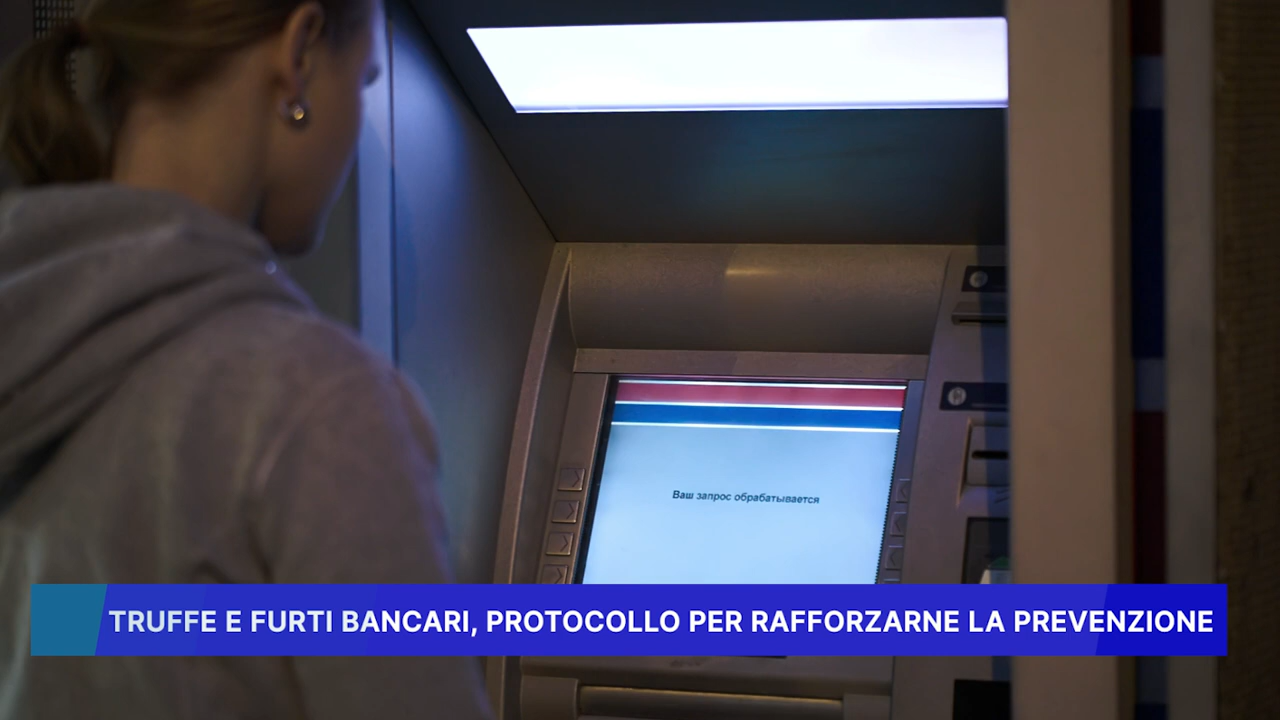 Ваш запрос обрабатывается
TRUFFE E FURTI BANCARI, PROTOCOLLO PER RAFFORZARNE LA PREVENZIONE